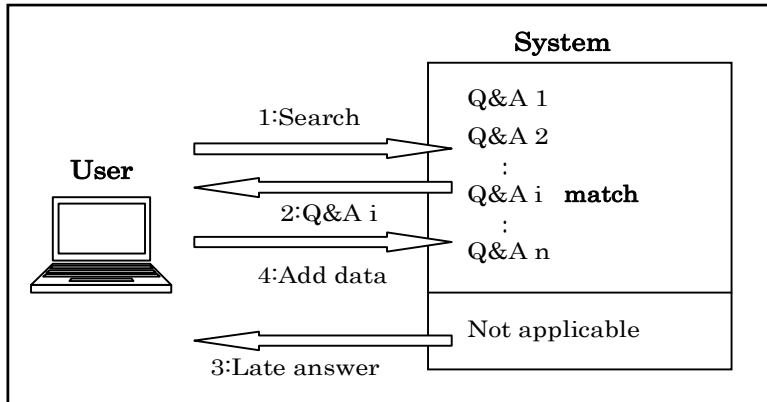 System
Q&A 1
1:Search
Q&A 2
:
User
Q&A i match
2:Q&A i
:
Q&A n
4:Add data
Not applicable
3:Late answer